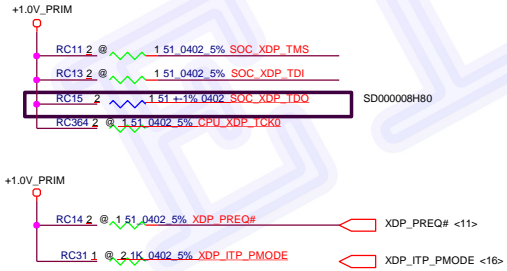 +1.0V_PRIM
RC11 2 @ 1 51_0402_5% SOC_XDP_TMS
RC13 2 @ 1 51_0402_5% SOC_XDP_TDI
RC15 2 1 51 +-1% 0402 SOC_XDP_TDO SD000008H80
RC364 2 @ 1 51_0402_5% CPU_XDP_TCK0
+1.0V_PRIM
RC14 2 @ 1 51_0402_5% XDP_PREQ# XDP_PREQ# <11>
RC31 1 @ 2 1K_0402_5% XDP_ITP_PMODE XDP_ITP_PMODE <16>